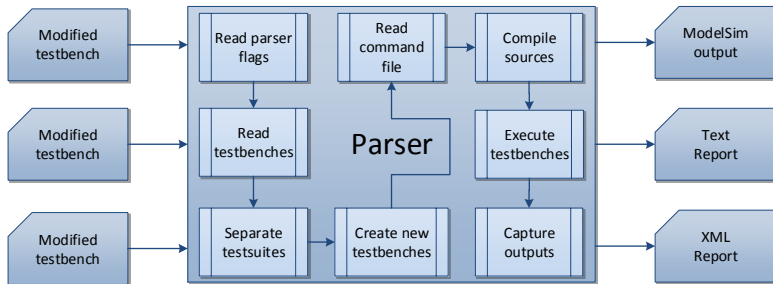 Modified
testbench
Read parser
flags
Read
command
file
Compile
sources
ModelSim
output
Modified
testbench
Read
testbenches
Parser
Execute
testbenches
Text
Report
Modified
testbench
Separate
testsuites
Create new
testbenches
Capture
outputs
XML
Report